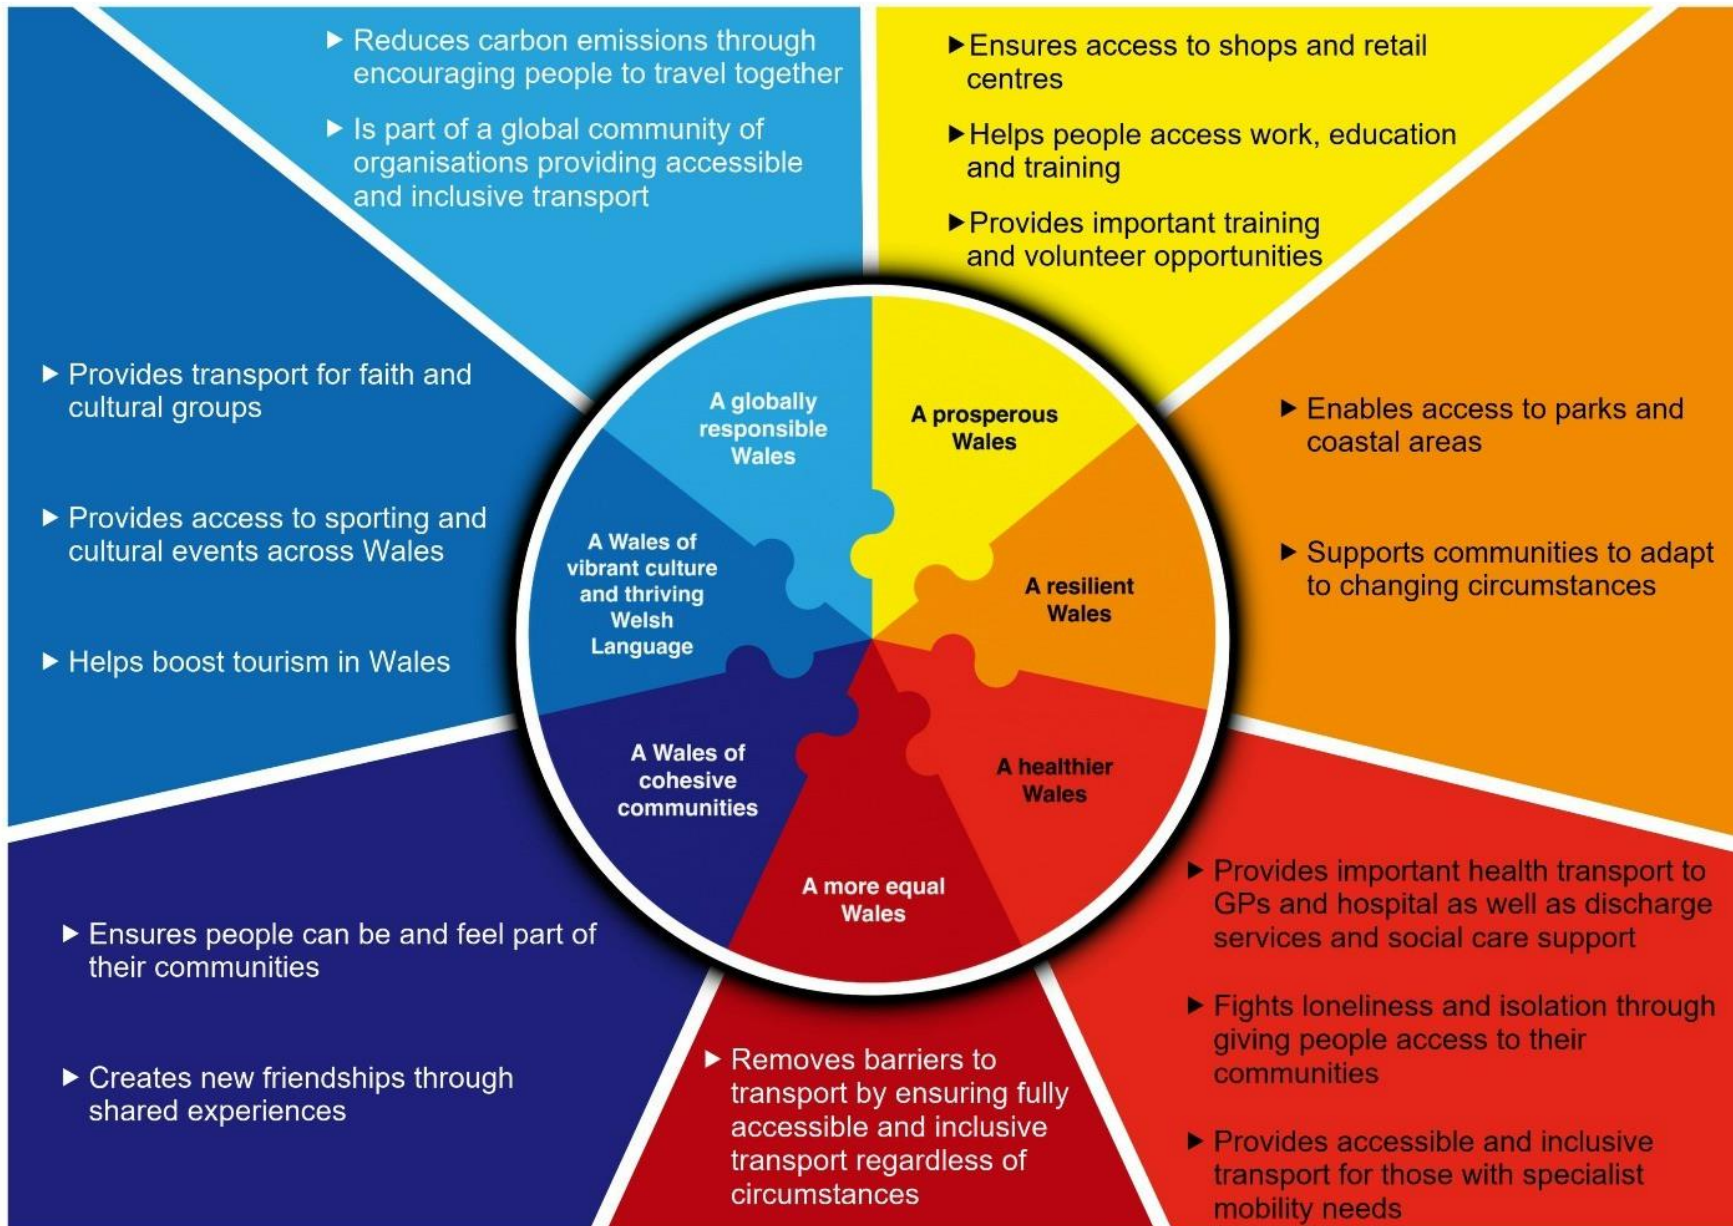 ▶ Reduces carbon emissions through
encouraging people to travel together
▶ Is part of a global community of
organisations providing accessible
and inclusive transport
▶Ensures access to shops and retail
centres
▶Helps people access work, education
and training
▶Provides important training
and volunteer opportunities
▶ Provides transport for faith and
cultural groups
▶ Provides access to sporting and
cultural events across Wales
▶ Helps boost tourism in Wales
A globally
responsible
Wales
A prosperous
Wales
A Wales of
vibrant culture
and thriving
Welsh
Language
A resilient
Wales
A Wales of
cohesive
communities
A healthier
Wales
A more equal
Wales
▶ Enables access to parks and
coastal areas
▶ Supports communities to adapt
to changing circumstances
▶ Ensures people can be and feel part of
their communities
▶ Creates new friendships through
shared experiences
▶ Removes barriers to
transport by ensuring fully
accessible and inclusive
transport regardless of
circumstances
▶ Provides important health transport to
GPs and hospital as well as discharge
services and social care support
▶ Fights loneliness and isolation through
giving people access to their
communities
▶ Provides accessible and inclusive
transport for those with specialist
mobility needs